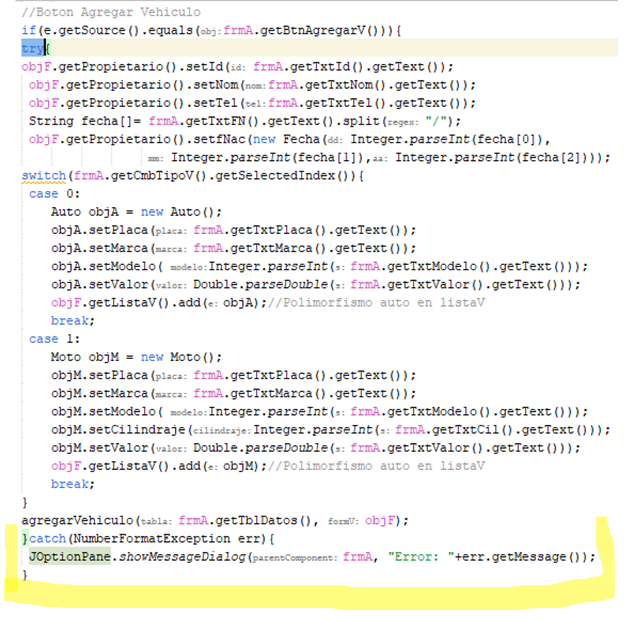 //Boton Agregar Vehiculo
if(e.getSource().equals(obj:frmA.getBtnAgregarV())){
try{
objF.getPropietario().setId(id: frmA.getTxtId().getText());
objF.getPropietario().setNom(nom:frmA.getTxtNom().getText());
objF.getPropietario().setTel(tel:frmA.getTxtTel().getText());
String fecha[]= frmA.getTxtFN().getText().split(regex: "/");
objF.getPropietario().setfNac(new Fecha(dd: Integer.parseInt(fecha[0]),
mm: Integer.parseInt(fecha[1]),aa: Integer.parseInt(fecha[2])));
switch(frmA.getCmbTipoV().getSelectedIndex()){
case 0:
Auto objA = new Auto();
objA.setPlaca(placa: frmA.getTxtPlaca().getText());
objA.setMarca(marca: frmA.getTxtMarca().getText());
objA.setModelo( modelo:Integer.parseInt(s: frmA.getTxtModelo().getText()));
objA.setValor(valor: Double.parseDouble(s: frmA.getTxtValor().getText()));
objF.getListaV().add(e: objA);//Polimorfismo auto en listaV
break;
case 1:
Moto objM = new Moto();
objM.setPlaca(placa: frmA.getTxtPlaca().getText());
objM.setMarca(marca: frmA.getTxtMarca().getText());
objM.setModelo( modelo:Integer.parseInt(s: frmA.getTxtModelo().getText()));
objM.setCilindraje(cilindraje:Integer.parseInt(s: frmA.getTxtCil().getText()));
objM.setValor(valor: Double.parseDouble(s: frmA.getTxtValor().getText()));
objF.getListaV().add(e: objM);//Polimorfismo auto en listaV
break;
}
agregarVehiculo(tabla: frmA.getTblDatos(), formV: objF);
}catch(NumberFormatException err){
JOptionPane.showMessageDialog(parentComponent: frmA, "Error: "+err.getMessage());
}